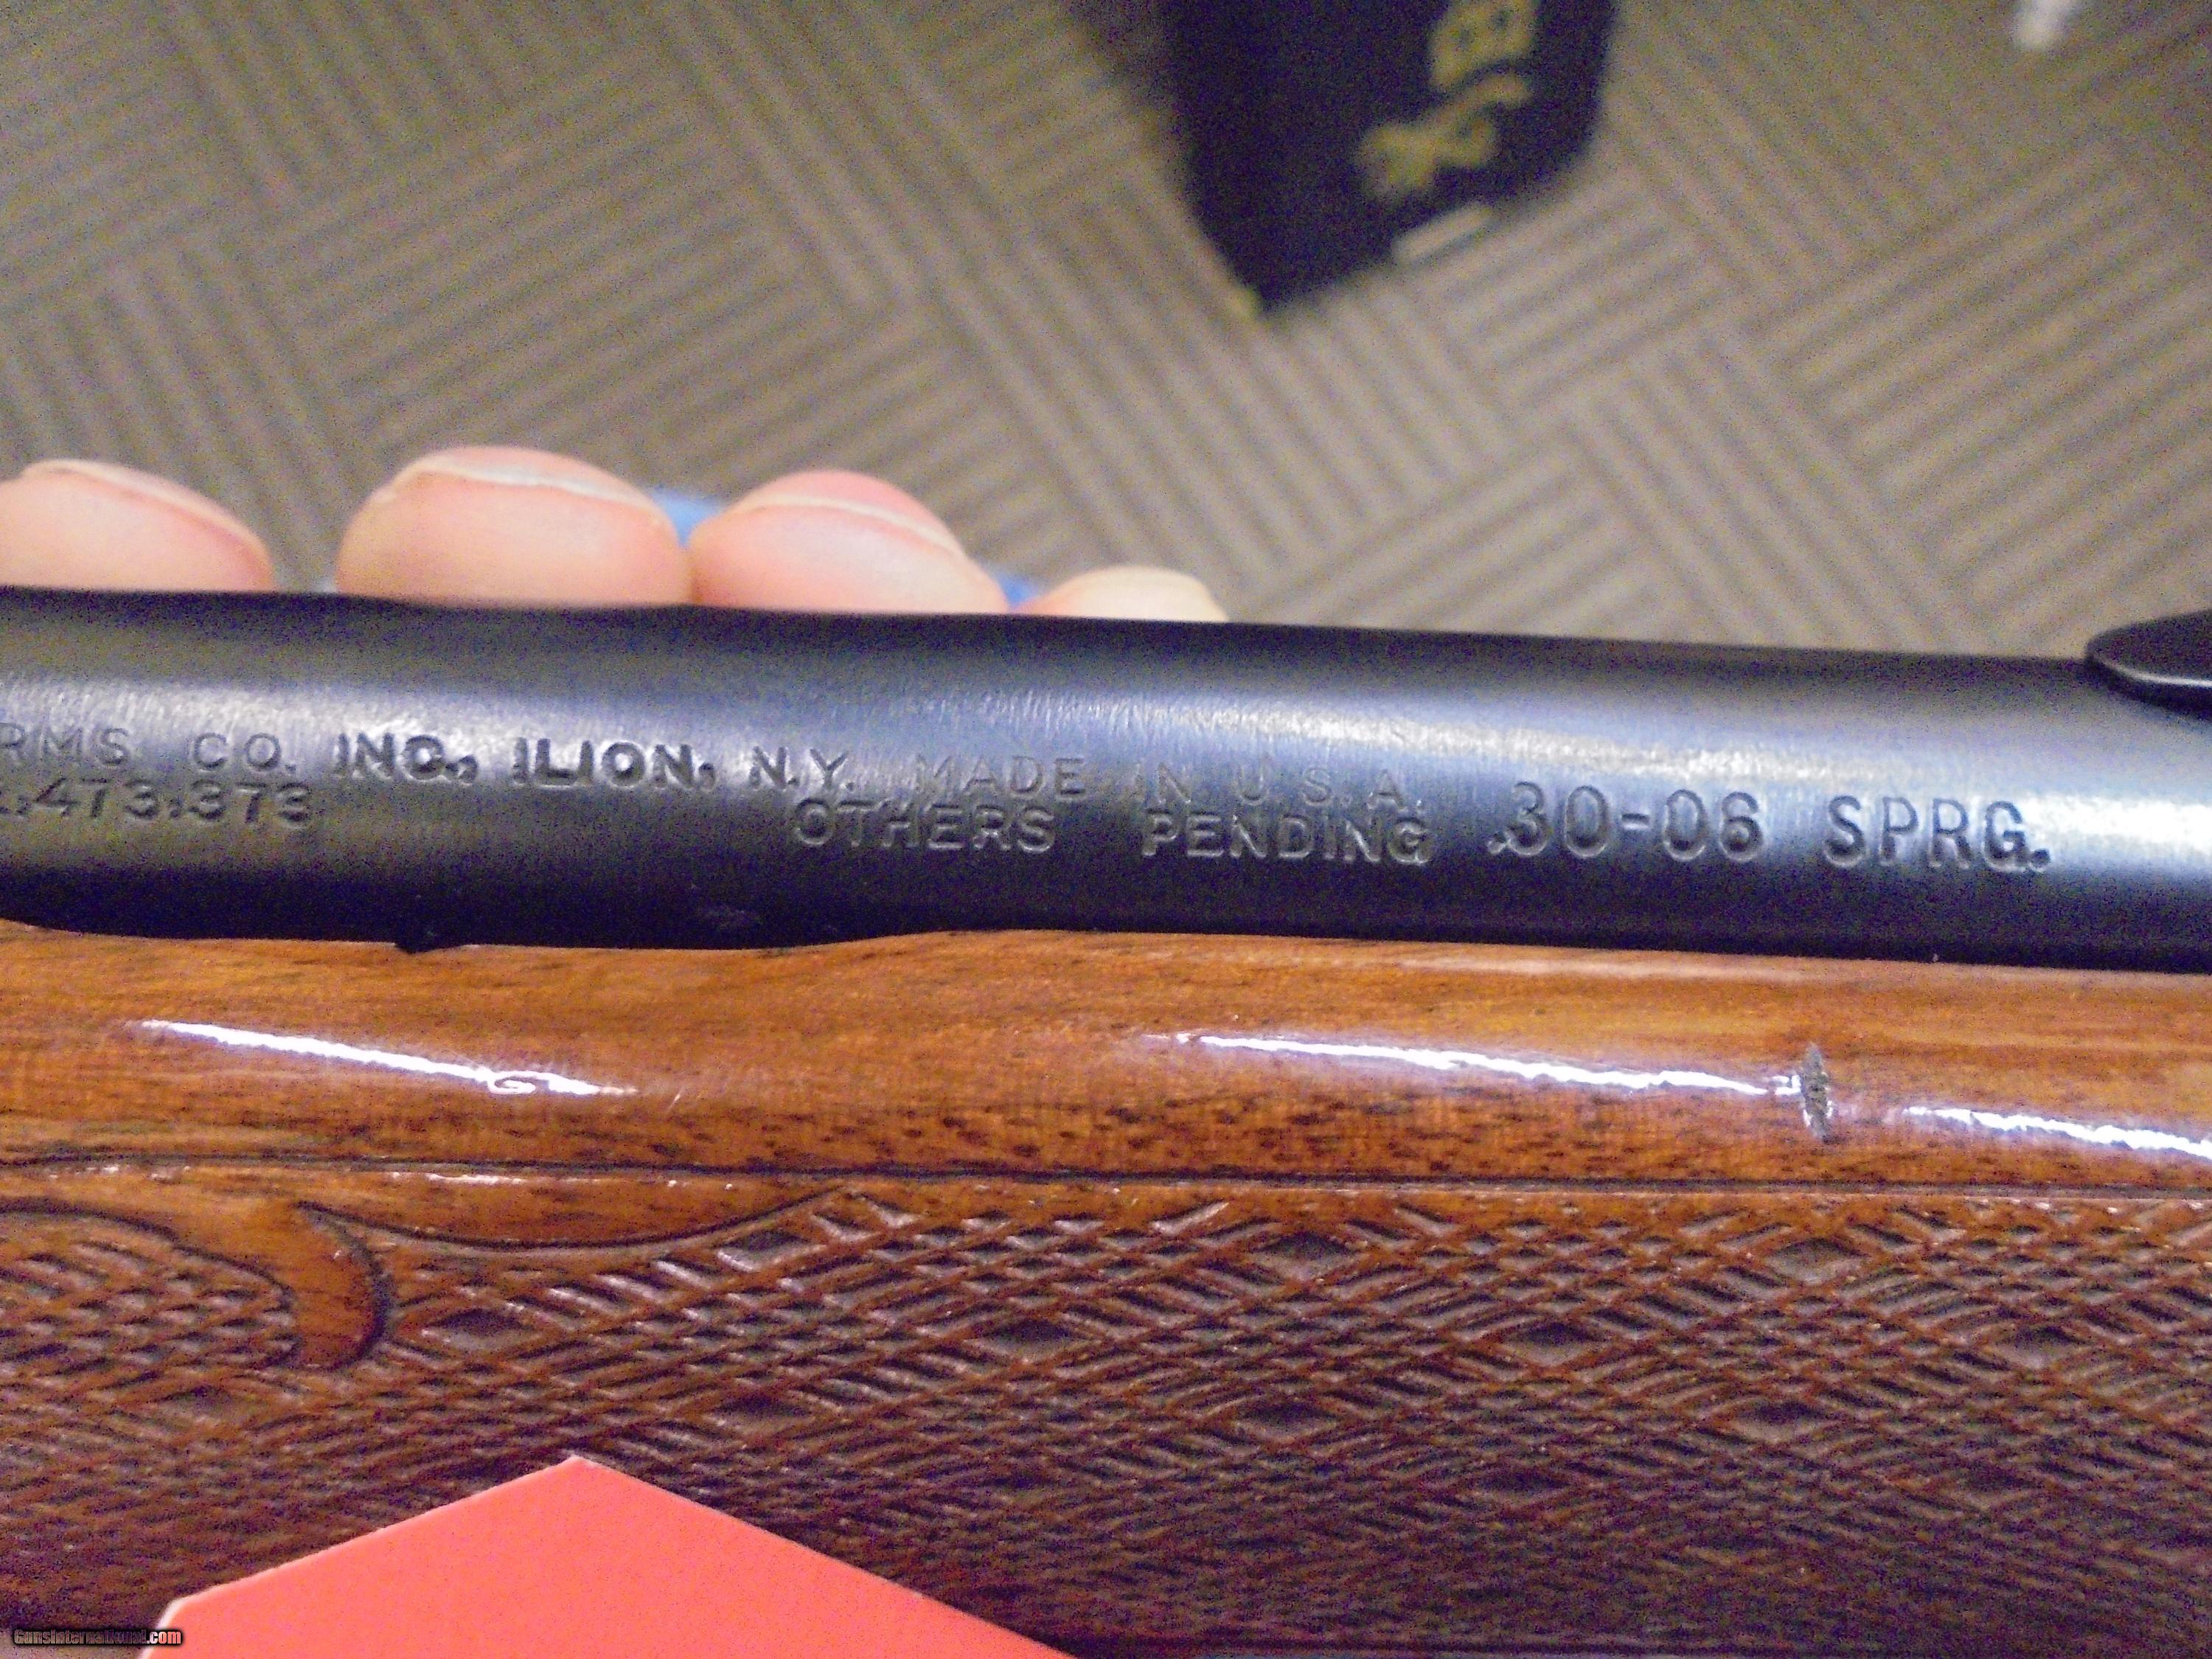 RMS CO. INC., ILION, N.Y. MADE IN U.S.A.
,473,373 OTHERS PENDING .30-06 SPRG.
GunsInternational.com